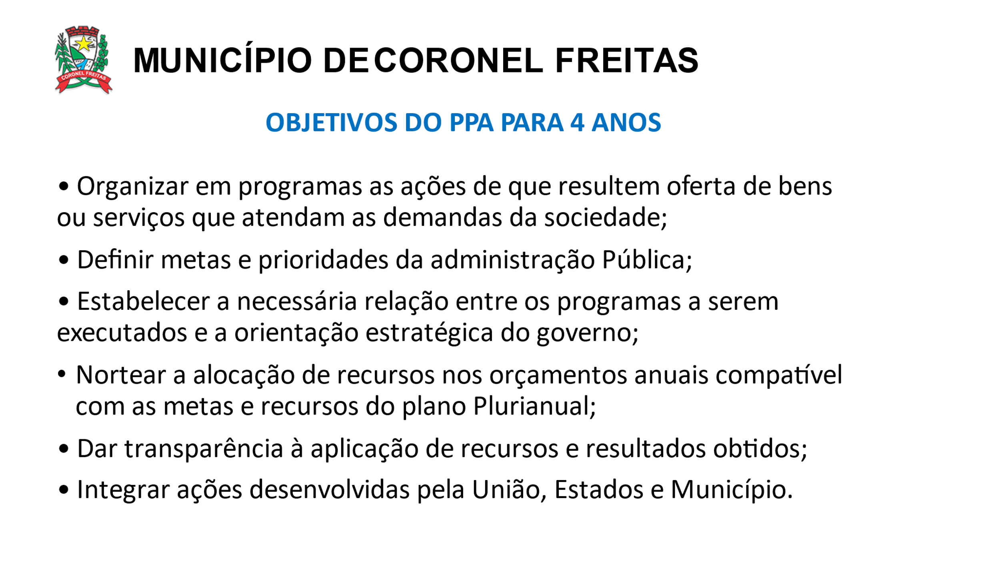 CORONEL FREITAS
MUNICÍPIO DE CORONEL FREITAS
OBJETIVOS DO PPA PARA 4 ANOS
• Organizar em programas as ações de que resultem oferta de bens
ou serviços que atendam as demandas da sociedade;
• Definir metas e prioridades da administração Pública;
• Estabelecer a necessária relação entre os programas a serem
executados e a orientação estratégica do governo;
• Nortear a alocação de recursos nos orçamentos anuais compatível
com as metas e recursos do plano Plurianual;
• Dar transparência à aplicação de recursos e resultados obtidos;
• Integrar ações desenvolvidas pela União, Estados e Município.